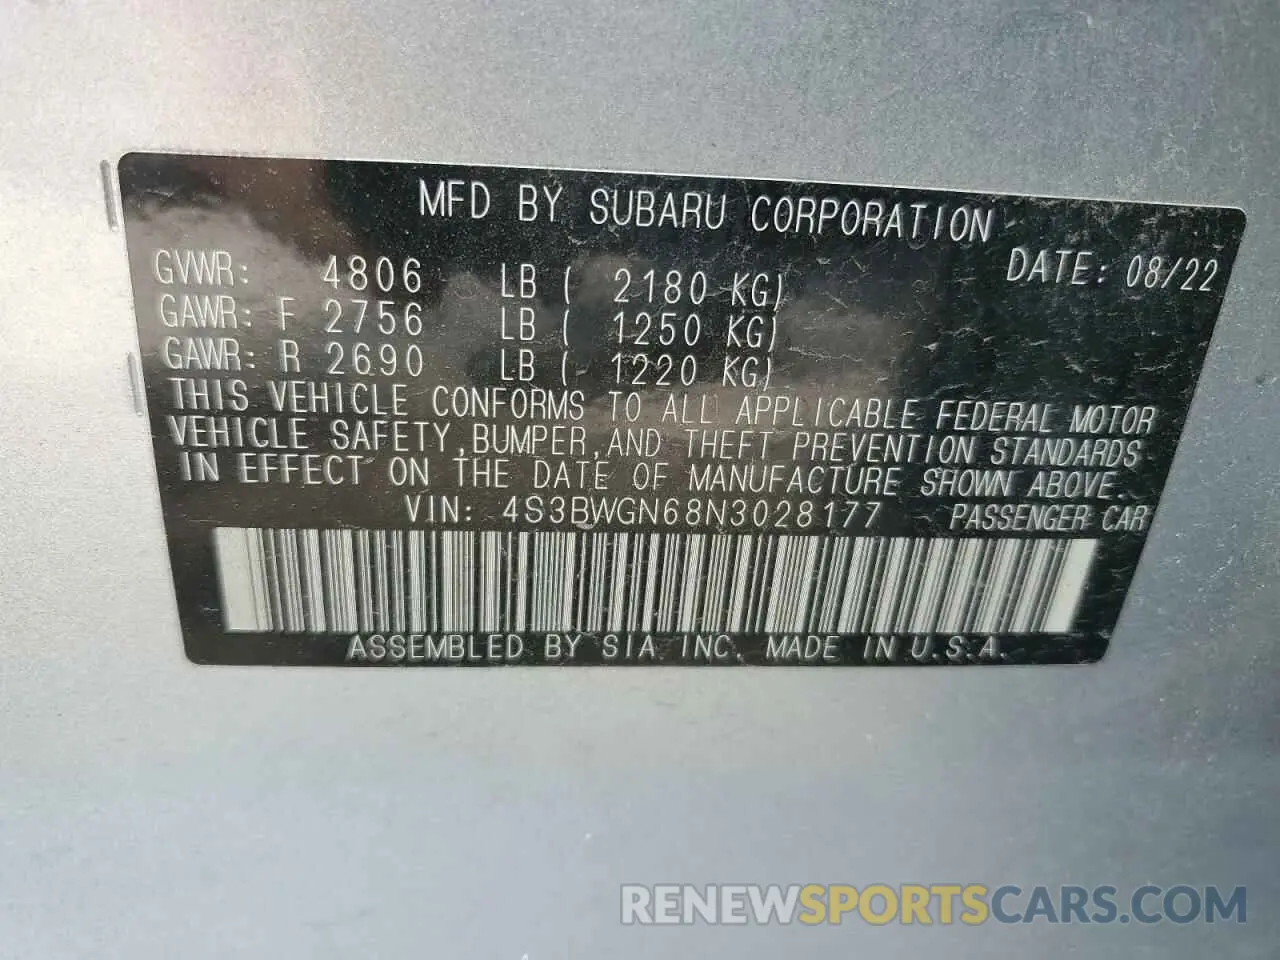 MFD BY SUBARU CORPORATION
DATE: 08/22
GVWR: 4806 LB ( 2180 KG)
GAWR: F 2756 LB ( 1250 KG)
GAWR: R 2690 LB ( 1220 KG)
THIS VEHICLE CONFORMS TO ALL APPLICABLE FEDERAL MOTOR
VEHICLE SAFETY, BUMPER, AND THEFT PREVENTION STANDARDS
IN EFFECT ON THE DATE OF MANUFACTURE SHOWN ABOVE.
VIN: 4S3BWGN68N3028177 PASSENGER CAR
ASSEMBLED BY SIA INC. MADE IN U.S.A.
RENEWSPORTSCARS.COM